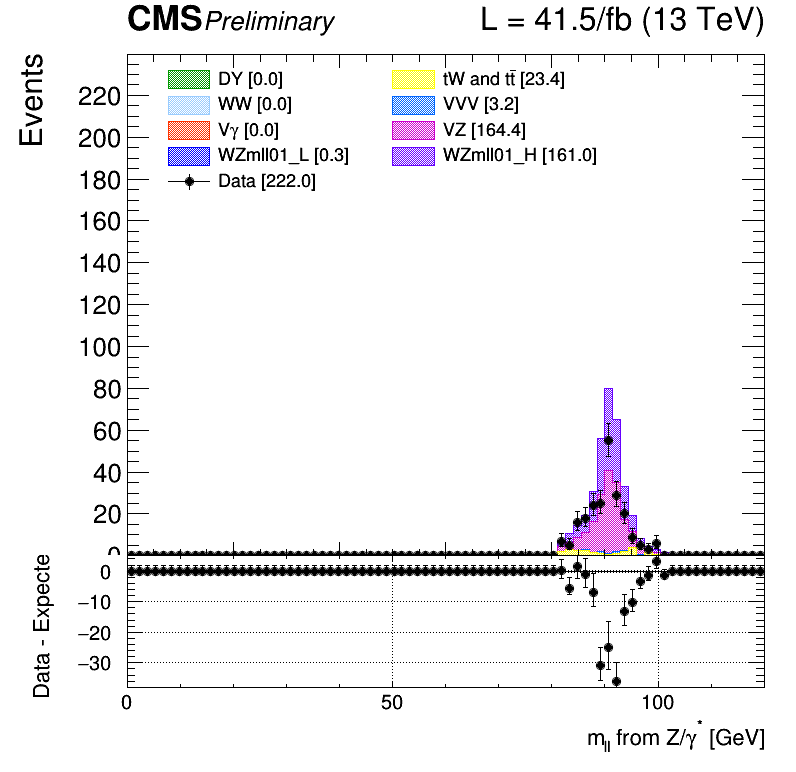 CMS Preliminary L = 41.5/fb (13 TeV)
Events
DY [0.0]
WW [0.0]
Vγ [0.0]
WZmll01_L [0.3]
Data [222.0]
tW and tt̄ [23.4]
VVV [3.2]
VZ [164.4]
WZmll01_H [161.0]
220
200
180
160
140
120
100
80
60
40
20
0
Data - Expecte
0
−10
−20
−30
0 50 100
m_ll from Z/γ* [GeV]